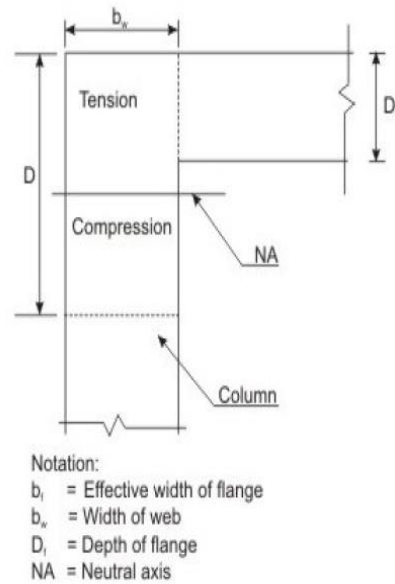 b_w
Tension
D
D
Compression
NA
Column
Notation:
b_f = Effective width of flange
b_w = Width of web
D_f = Depth of flange
NA = Neutral axis